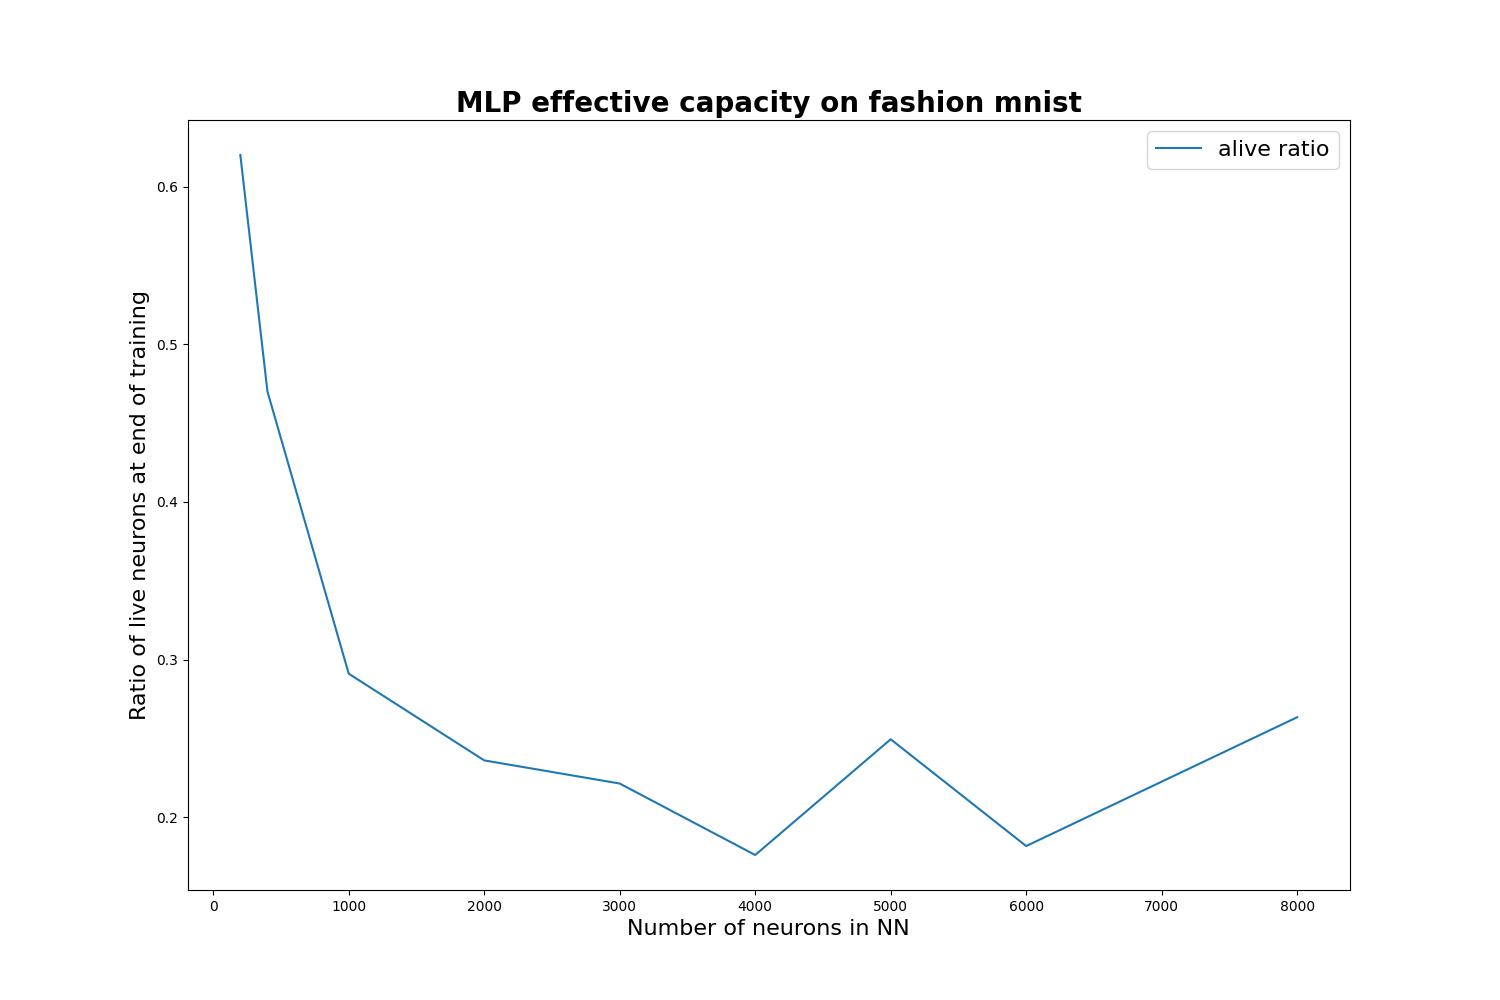 MLP effective capacity on fashion mnist
alive ratio
Ratio of live neurons at end of training
0.6
0.5
0.4
0.3
0.2
0 1000 2000 3000 4000 5000 6000 7000 8000
Number of neurons in NN